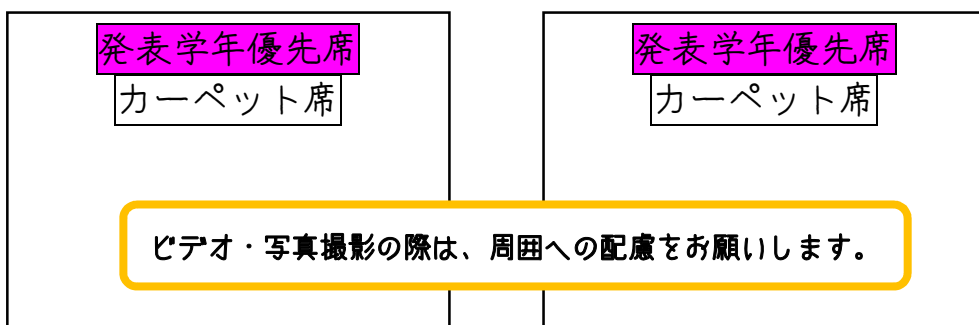 発表学年優先席
カーペット席
発表学年優先席
カーペット席
ビデオ・写真撮影の際は、周囲への配慮をお願いします。